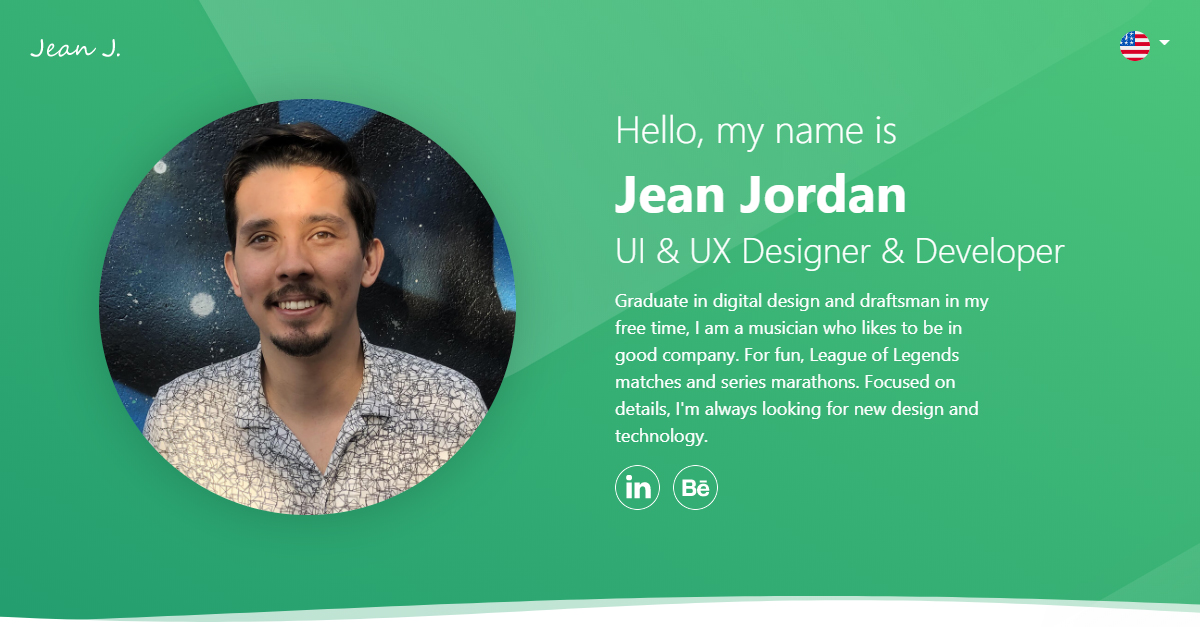 Jean J.
Hello, my name is
Jean Jordan
UI & UX Designer & Developer
Graduate in digital design and draftsman in my
free time, I am a musician who likes to be in
good company. For fun, League of Legends
matches and series marathons. Focused on
details, I'm always looking for new design and
technology.
in Bē